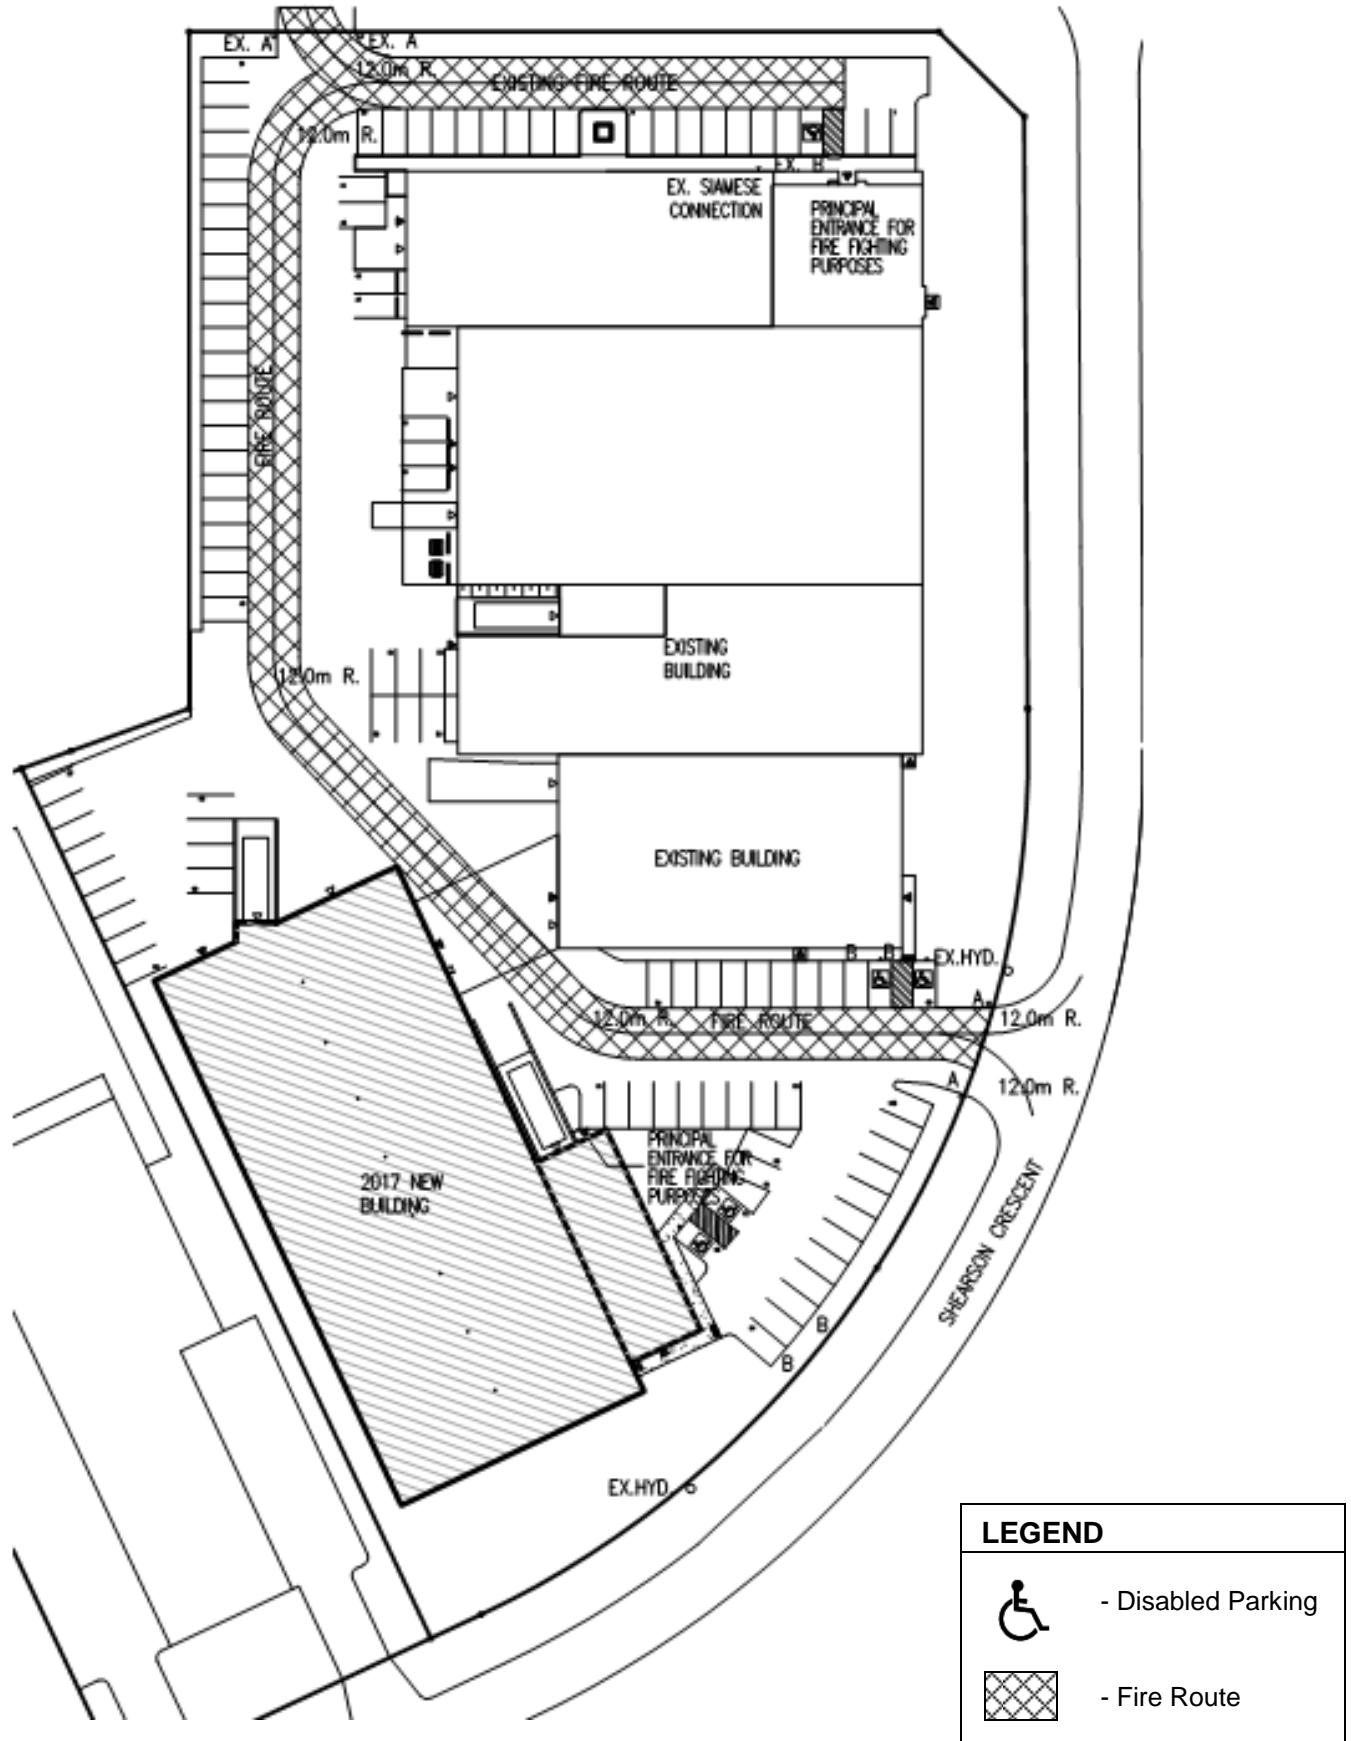 EX. A
EX. A
12.0m R.
EXISTING FIRE ROUTE
12.0m R.
EX. B
EX. SIAMESE
CONNECTION
PRINCIPAL
ENTRANCE FOR
FIRE FIGHTING
PURPOSES
FIRE ROUTE
EXISTING
BUILDING
12.0m R.
EXISTING BUILDING
B
B
EX.HYD.
A
12.0m R.
FIRE ROUTE
12.0m R.
A
12.0m R.
PRINCIPAL
ENTRANCE FOR
FIRE FIGHTING
PURPOSES
2017 NEW
BUILDING
SHEARSON CRESCENT
B
B
EX.HYD.
LEGEND
- Disabled Parking
- Fire Route